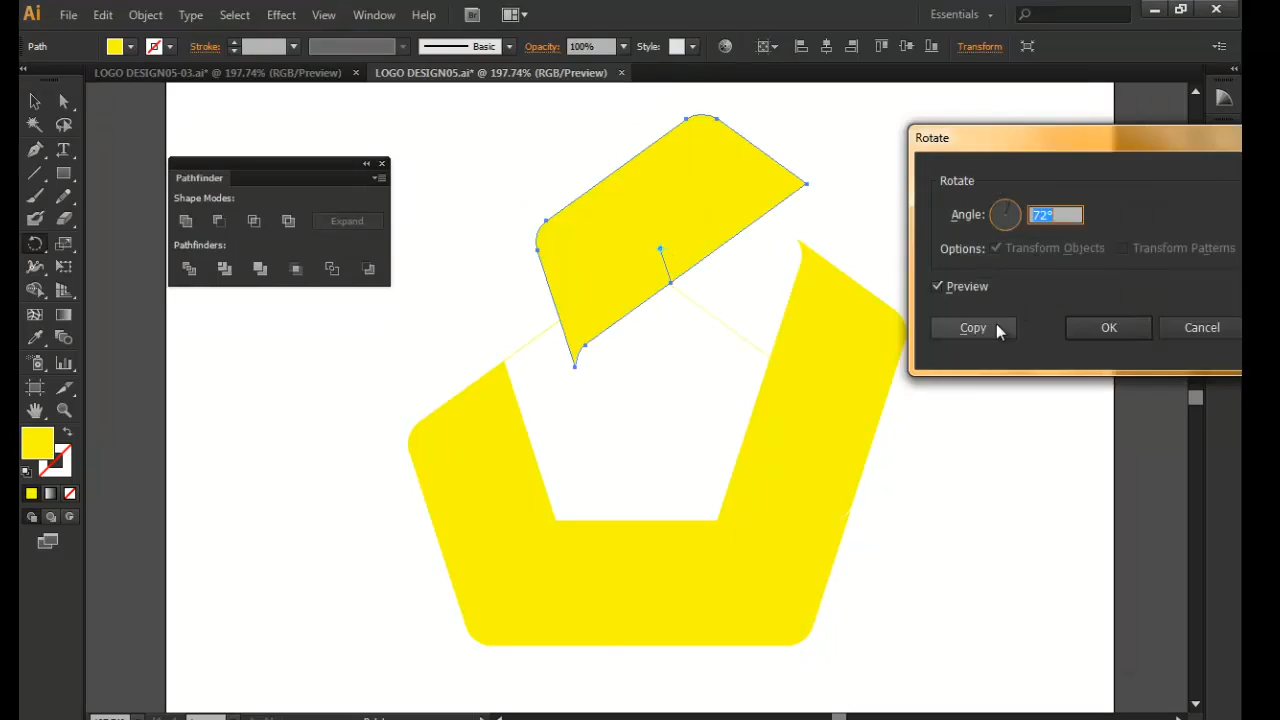 Ai File Edit Object Type Select Effect View Window Help Br Essentials
Path Stroke: Basic Opacity: 100% Style: Transform
LOGO DESIGN05-03.ai* @ 197.74% (RGB/Preview) × LOGO DESIGN05.ai* @ 197.74% (RGB/Preview) ×
Rotate
Pathfinder
Rotate
Shape Modes:
Angle: 72°
Expand
Pathfinders:
Options: Transform Objects Transform Patterns
Preview
Copy OK Cancel